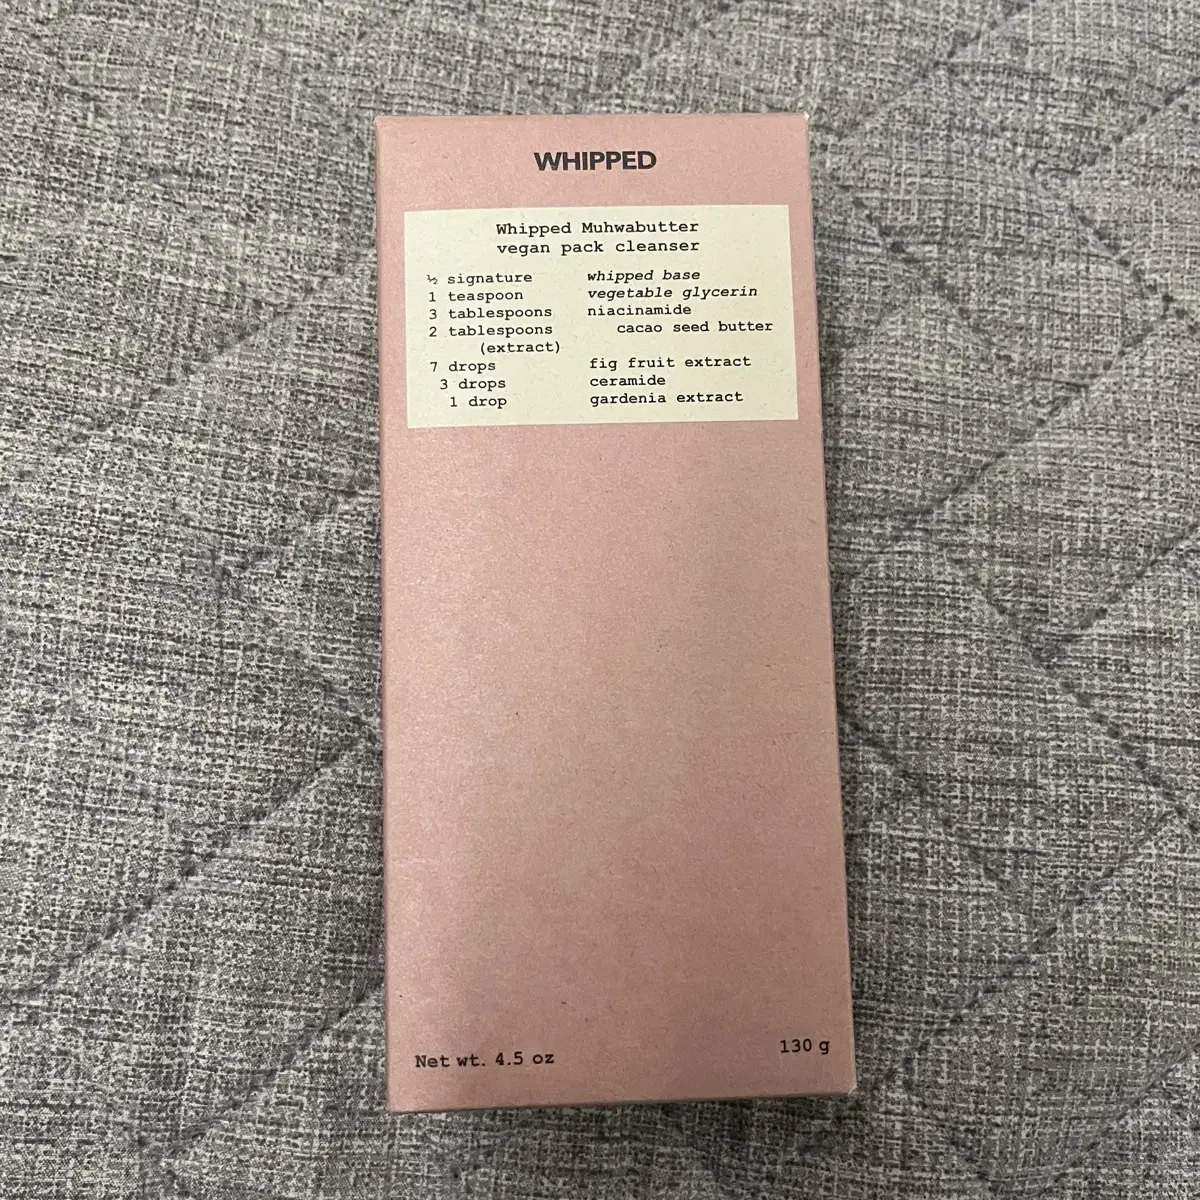 WHIPPED
Whipped Muhwabutter
vegan pack cleanser
½ signature whipped base
1 teaspoon vegetable glycerin
3 tablespoons niacinamide
2 tablespoons cacao seed butter
(extract)
7 drops fig fruit extract
3 drops ceramide
1 drop gardenia extract
Net wt. 4.5 oz 130 g